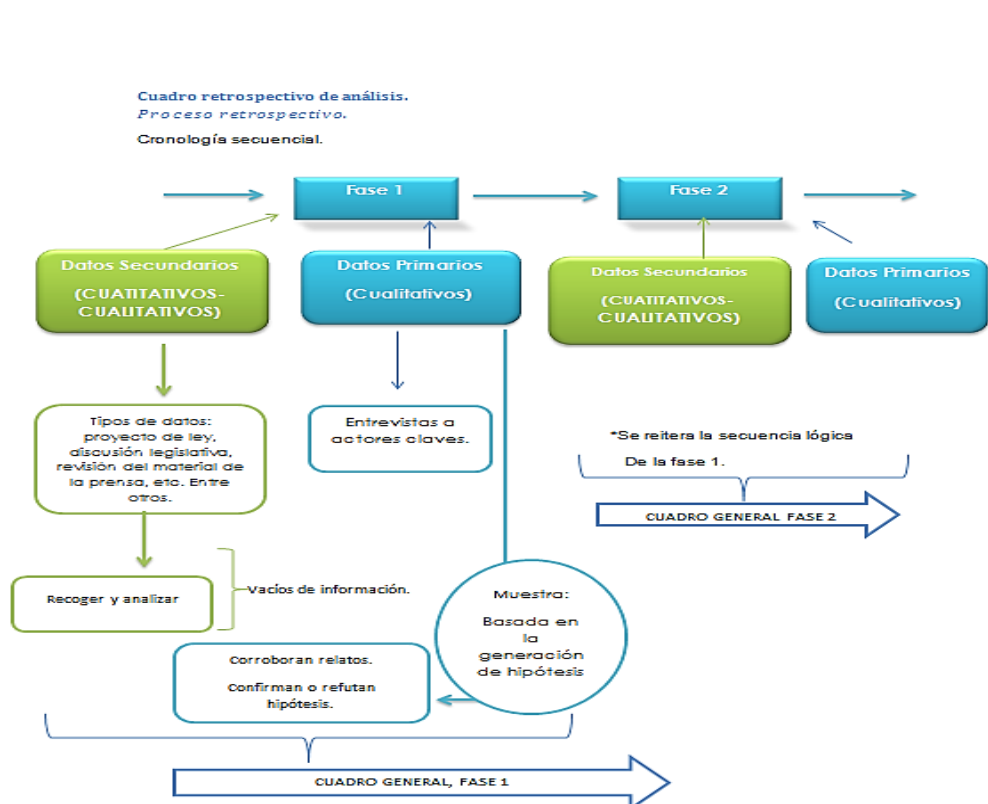 Cuadro retrospectivo de análisis.
Proceso retrospectivo.
Cronología secuencial.
Fase 1
Fase 2
Datos Secundarios
(CUATITATIVOS-
CUALITATIVOS)
Datos Primarios
(Cualitativos)
Datos Secundarios
(CUATITATIVOS-
CUALITATIVOS)
Datos Primarios
(Cualitativos)
Tipos de datos:
proyecto de ley,
discusión legislativa,
revisión del material de
la prensa, etc. Entre
otros.
Entrevistas a
actores claves.
*Se reitera la secuencia lógica
De la fase 1.
CUADRO GENERAL FASE 2
Recoger y analizar
Vacíos de información.
Muestra:
Basada en
la
generación
de hipótesis
Corroboran relatos.
Confirman o refutan
hipótesis.
CUADRO GENERAL, FASE 1